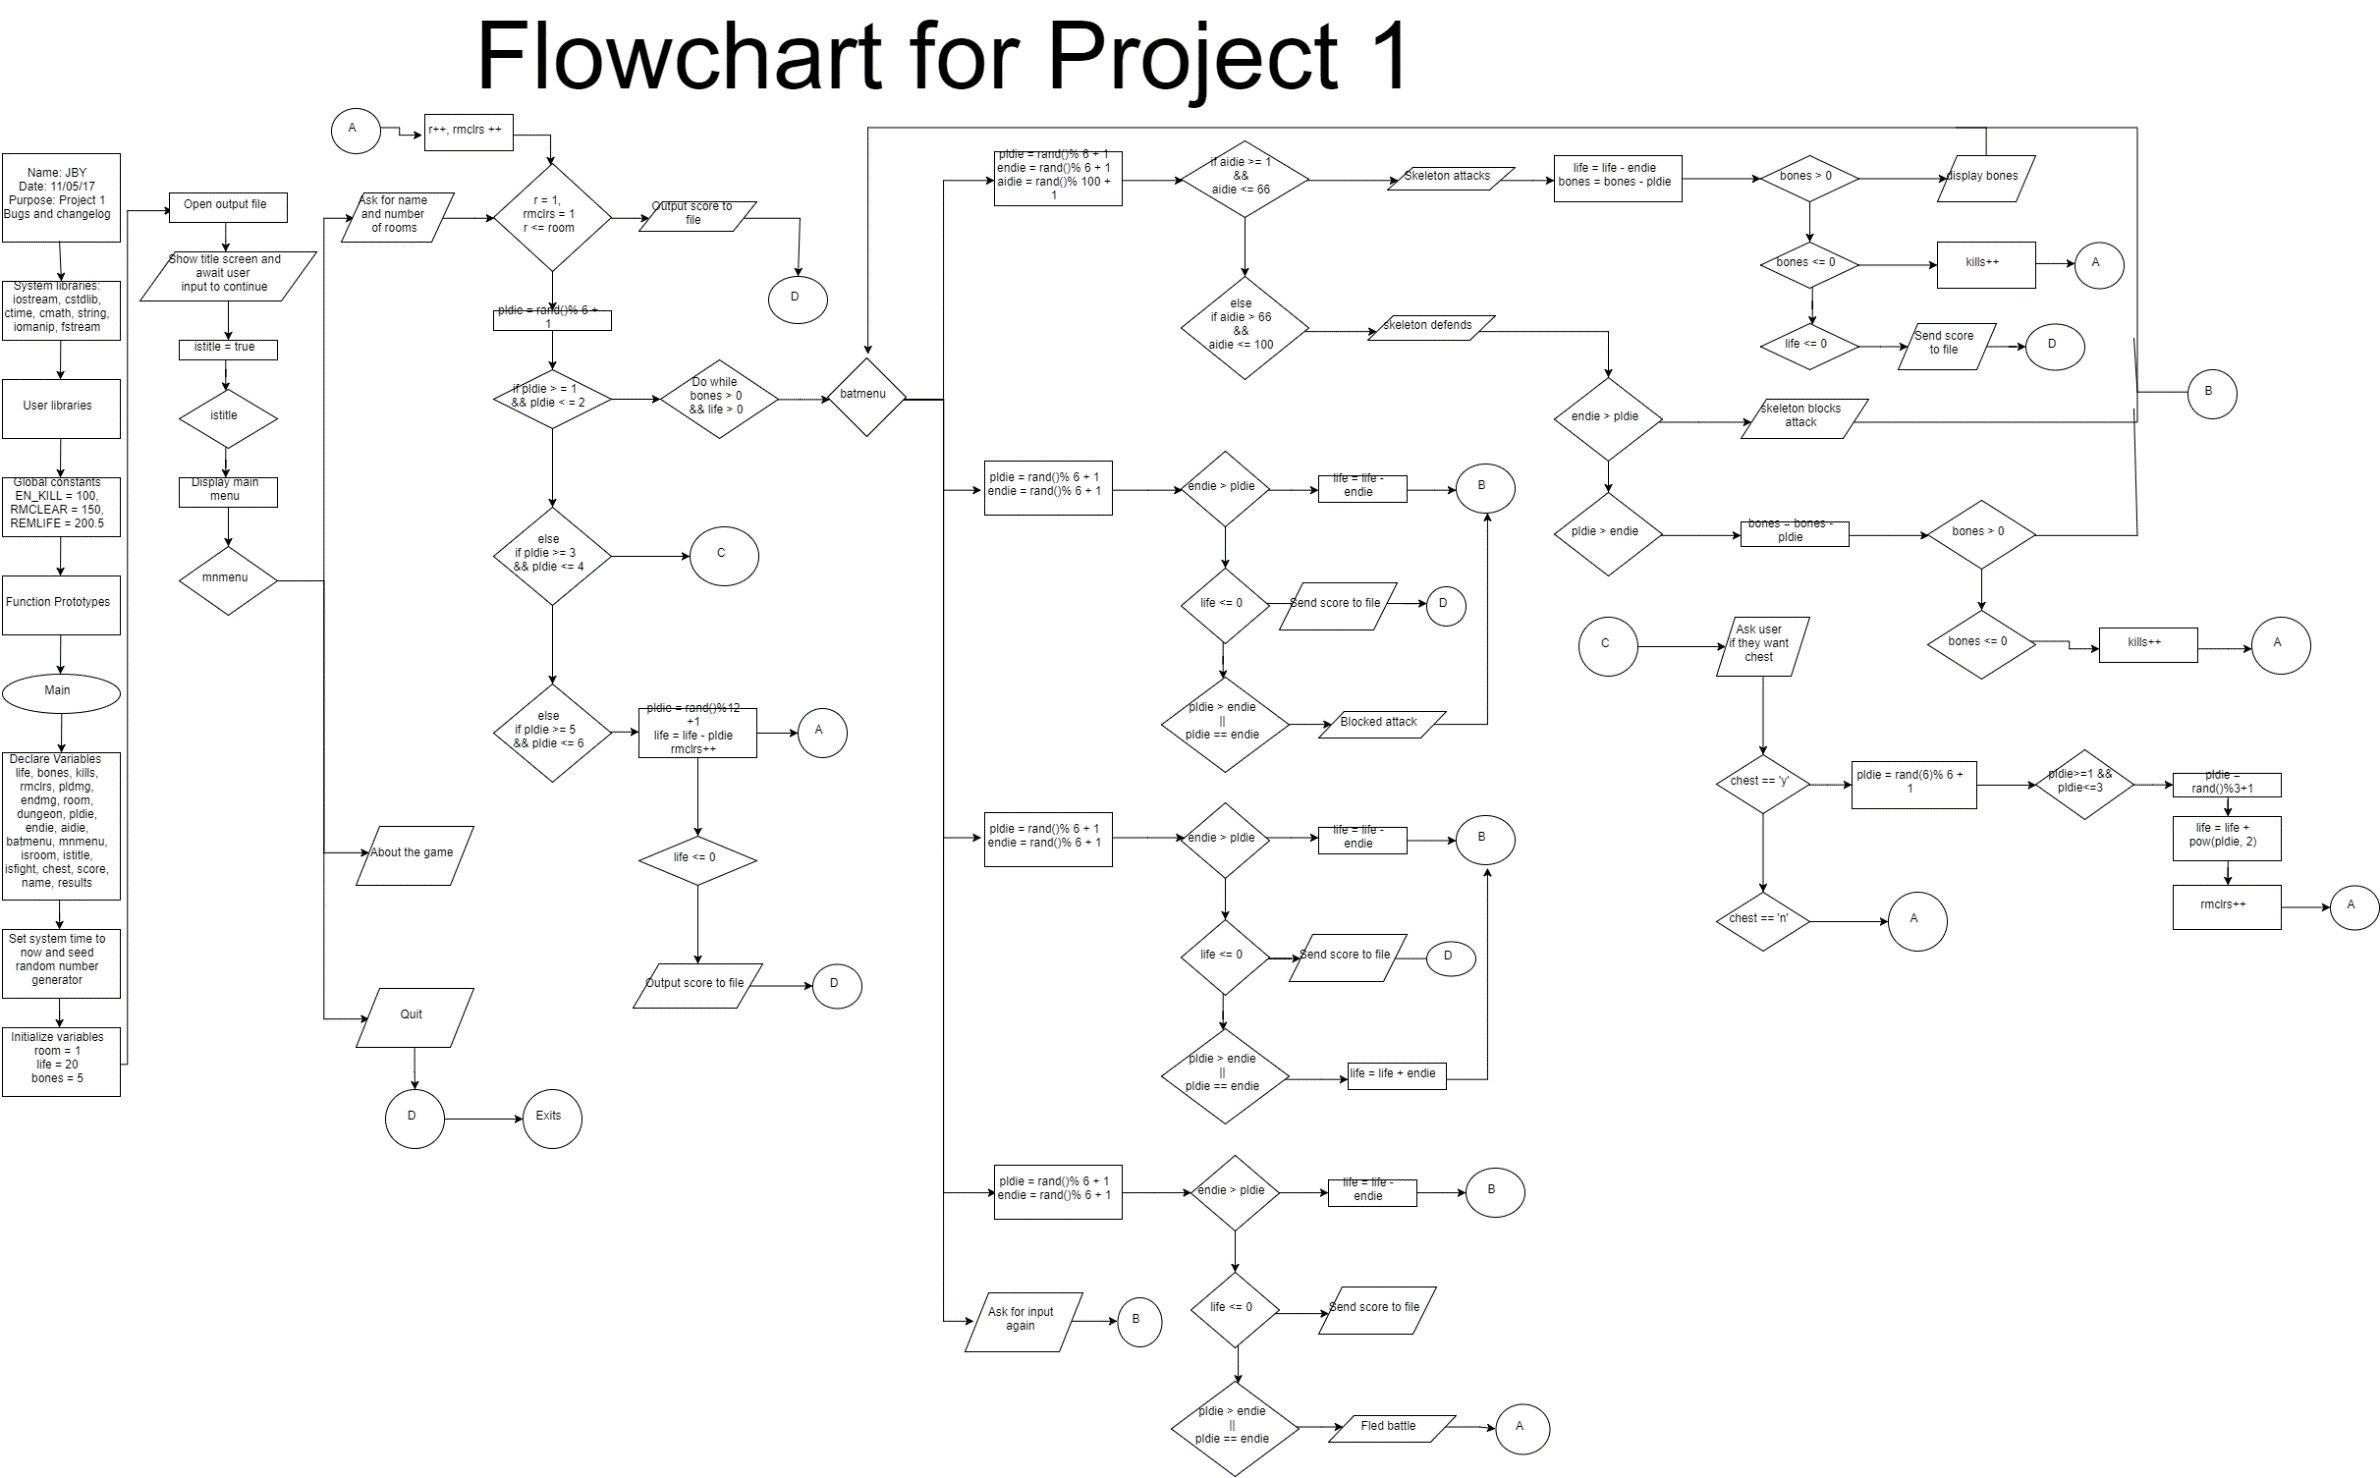 Flowchart for Project 1
Name: JBY
Date: 11/05/17
Purpose: Project 1
Bugs and changelog
System libraries:
iostream, cstdlib,
ctime, cmath, string,
iomanip, fstream
User libraries
Global constants
EN_KILL = 100,
RMCLEAR = 150,
REMLIFE = 200.5
Function Prototypes
Main
Declare Variables
life, bones, kills,
rmclrs, pldmg,
endmg, room,
dungeon, pldie,
endie, aidie,
batmenu, mnmenu,
isroom, istitle,
isfight, chest, score,
name, results
Set system time to
now and seed
random number
generator
Initialize variables
room = 1
life = 20
bones = 5
Open output file
Show title screen and
await user
input to continue
istitle = true
istitle
Display main
menu
mnmenu
A
r++, rmclrs ++
Ask for name
and number
of rooms
r = 1,
rmclrs = 1
r <= room
Output score to
file
D
pldie = rand()% 6 +
1
if pldie > = 1
&& pldie < = 2
Do while
bones > 0
&& life > 0
batmenu
else
if pldie >= 3
&& pldie <= 4
C
else
if pldie >= 5
&& pldie <= 6
pldie = rand()%12
+1
life = life - pldie
rmclrs++
A
life <= 0
Output score to file
D
About the game
Quit
D
Exits
pldie = rand()% 6 + 1
endie = rand()% 6 + 1
aidie = rand()% 100 +
1
if aidie >= 1
&&
aidie <= 66
Skeleton attacks
life = life - endie
bones = bones - pldie
bones > 0
display bones
bones <= 0
kills++
A
life <= 0
Send score
to file
D
else
if aidie > 66
&&
aidie <= 100
skeleton defends
endie > pldie
skeleton blocks
attack
B
pldie > endie
bones = bones -
pldie
bones > 0
bones <= 0
kills++
A
pldie = rand()% 6 + 1
endie = rand()% 6 + 1
endie > pldie
life = life -
endie
B
life <= 0
Send score to file
D
pldie > endie
||
pldie == endie
Blocked attack
C
Ask user
if they want
chest
chest == 'y'
pldie = rand(6)% 6 +
1
pldie>=1 &&
pldie<=3
pldie =
rand()%3+1
life = life +
pow(pldie, 2)
rmclrs++
A
chest == 'n'
A
pldie = rand()% 6 + 1
endie = rand()% 6 + 1
endie > pldie
life = life -
endie
B
life <= 0
Send score to file
D
pldie > endie
||
pldie == endie
life = life + endie
pldie = rand()% 6 + 1
endie = rand()% 6 + 1
endie > pldie
life = life -
endie
B
Ask for input
again
B
life <= 0
Send score to file
pldie > endie
||
pldie == endie
Fled battle
A